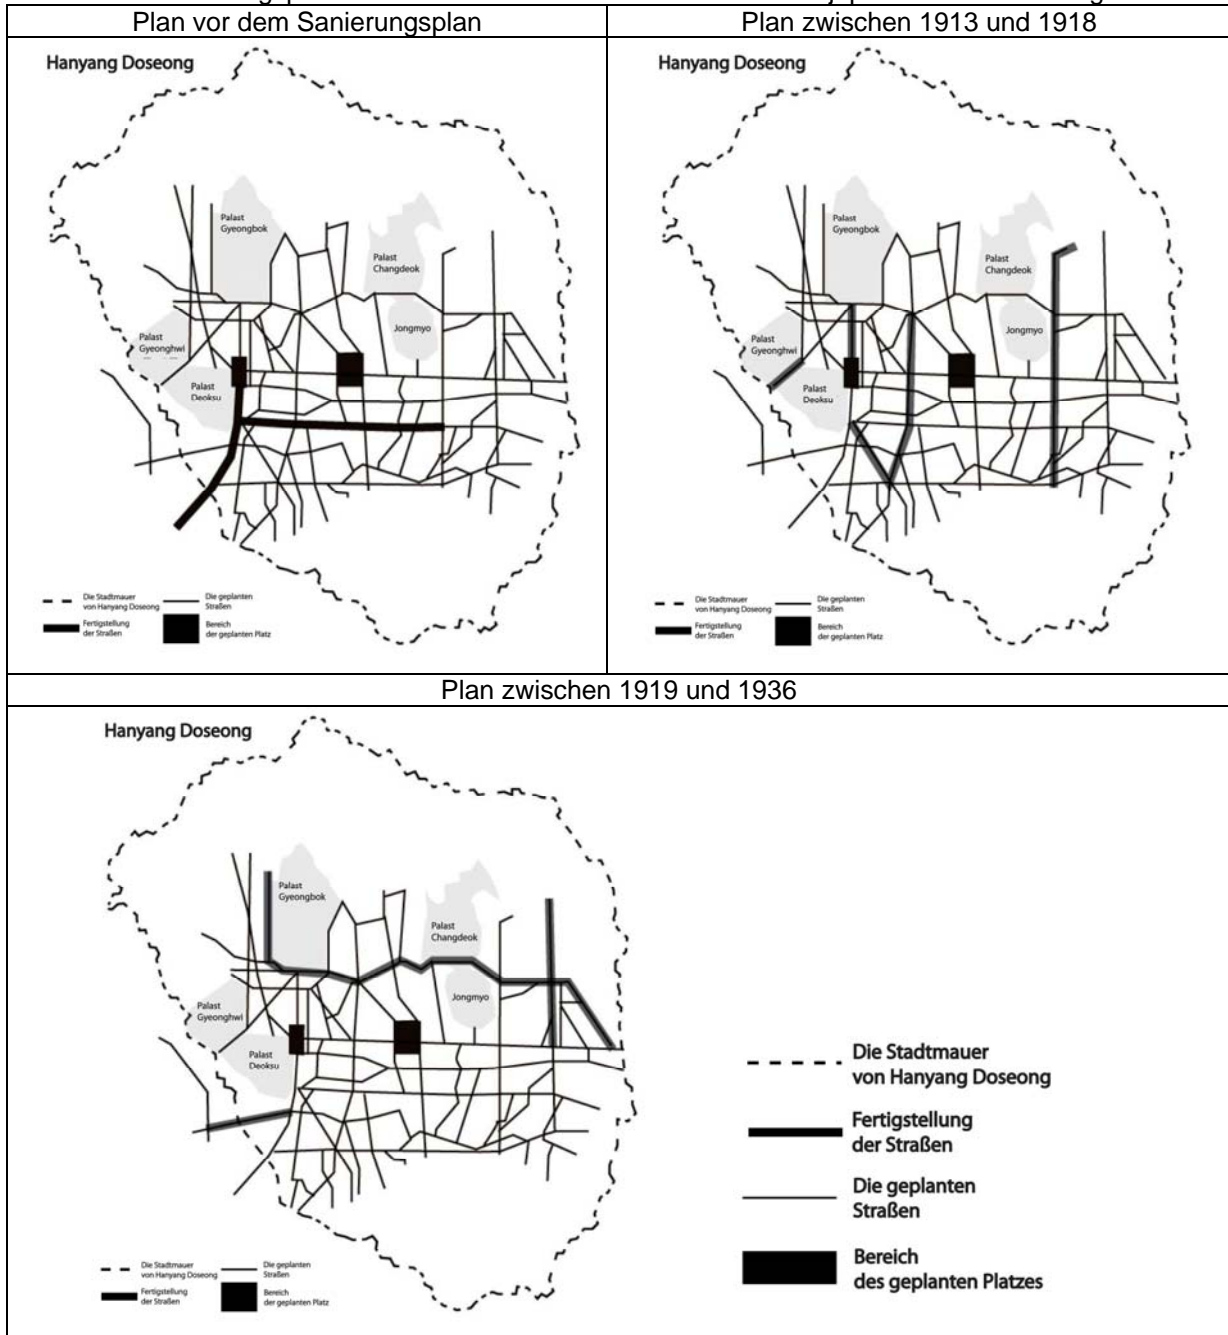 Plan vor dem Sanierungsplan
Plan zwischen 1913 und 1918
Hanyang Doseong
Palast
Gyeongbok
Palast
Changdeok
Jongmyo
Palast
Gyeonghwi
Palast
Deoksu
Die Stadtmauer
von Hanyang Doseong
Die geplanten
Straßen
Fertigstellung
der Straßen
Bereich
der geplanten Platz
Hanyang Doseong
Palast
Gyeongbok
Palast
Changdeok
Jongmyo
Palast
Gyeonghwi
Palast
Deoksu
Die Stadtmauer
von Hanyang Doseong
Die geplanten
Straßen
Fertigstellung
der Straßen
Bereich
der geplanten Platz
Plan zwischen 1919 und 1936
Hanyang Doseong
Palast
Gyeongbok
Palast
Changdeok
Jongmyo
Palast
Gyeonghwi
Palast
Deoksu
Die Stadtmauer
von Hanyang Doseong
Die geplanten
Straßen
Fertigstellung
der Straßen
Bereich
der geplanten Platz
Die Stadtmauer
von Hanyang Doseong
Fertigstellung
der Straßen
Die geplanten
Straßen
Bereich
des geplanten Platzes